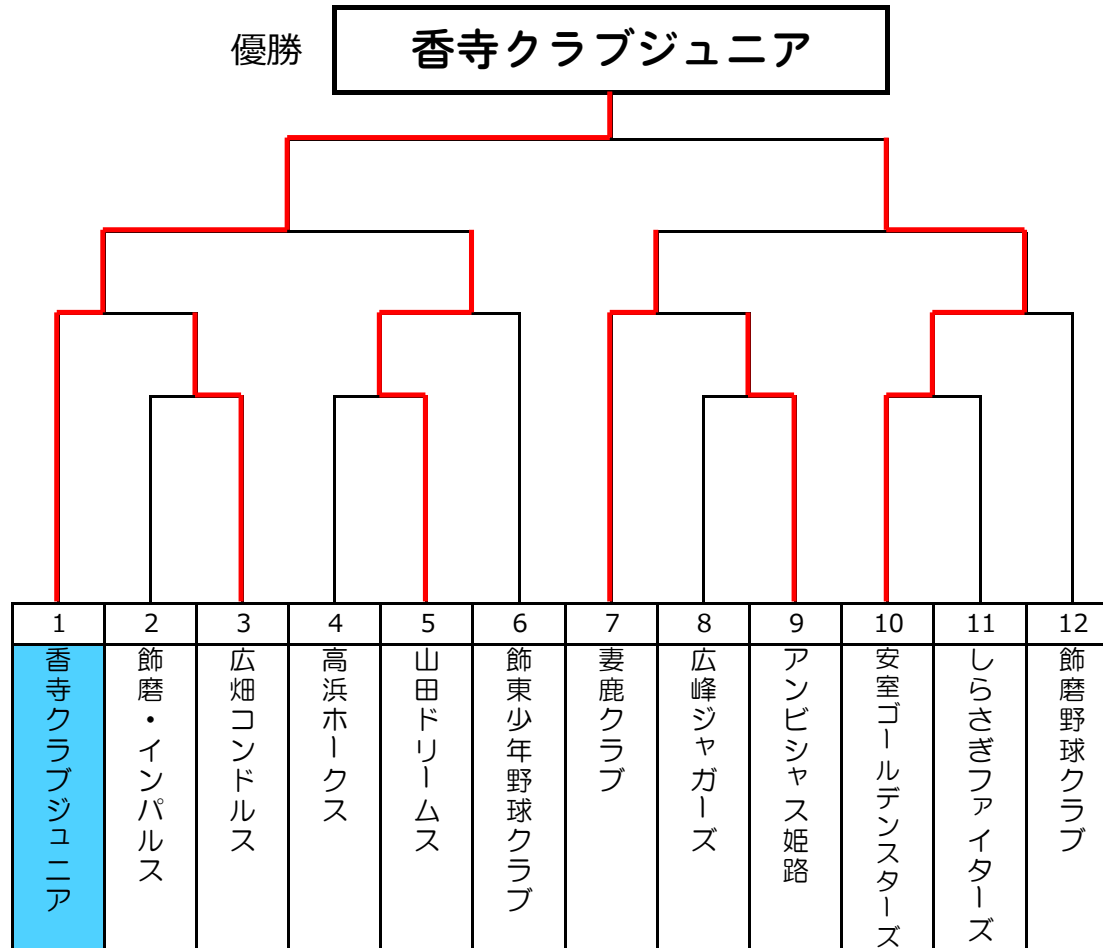 優勝
香寺クラブジュニア
1 2 3 4 5 6 7 8 9 10 11 12
香寺クラブジュニア
飾磨・インパルス
広畑コンドルス
高浜ホークス
山田ドリームス
飾東少年野球クラブ
妻鹿クラブ
広峰ジャガーズ
アンビシャス姫路
安室ゴールデンスターズ
しらさぎファイターズ
飾磨野球クラブ